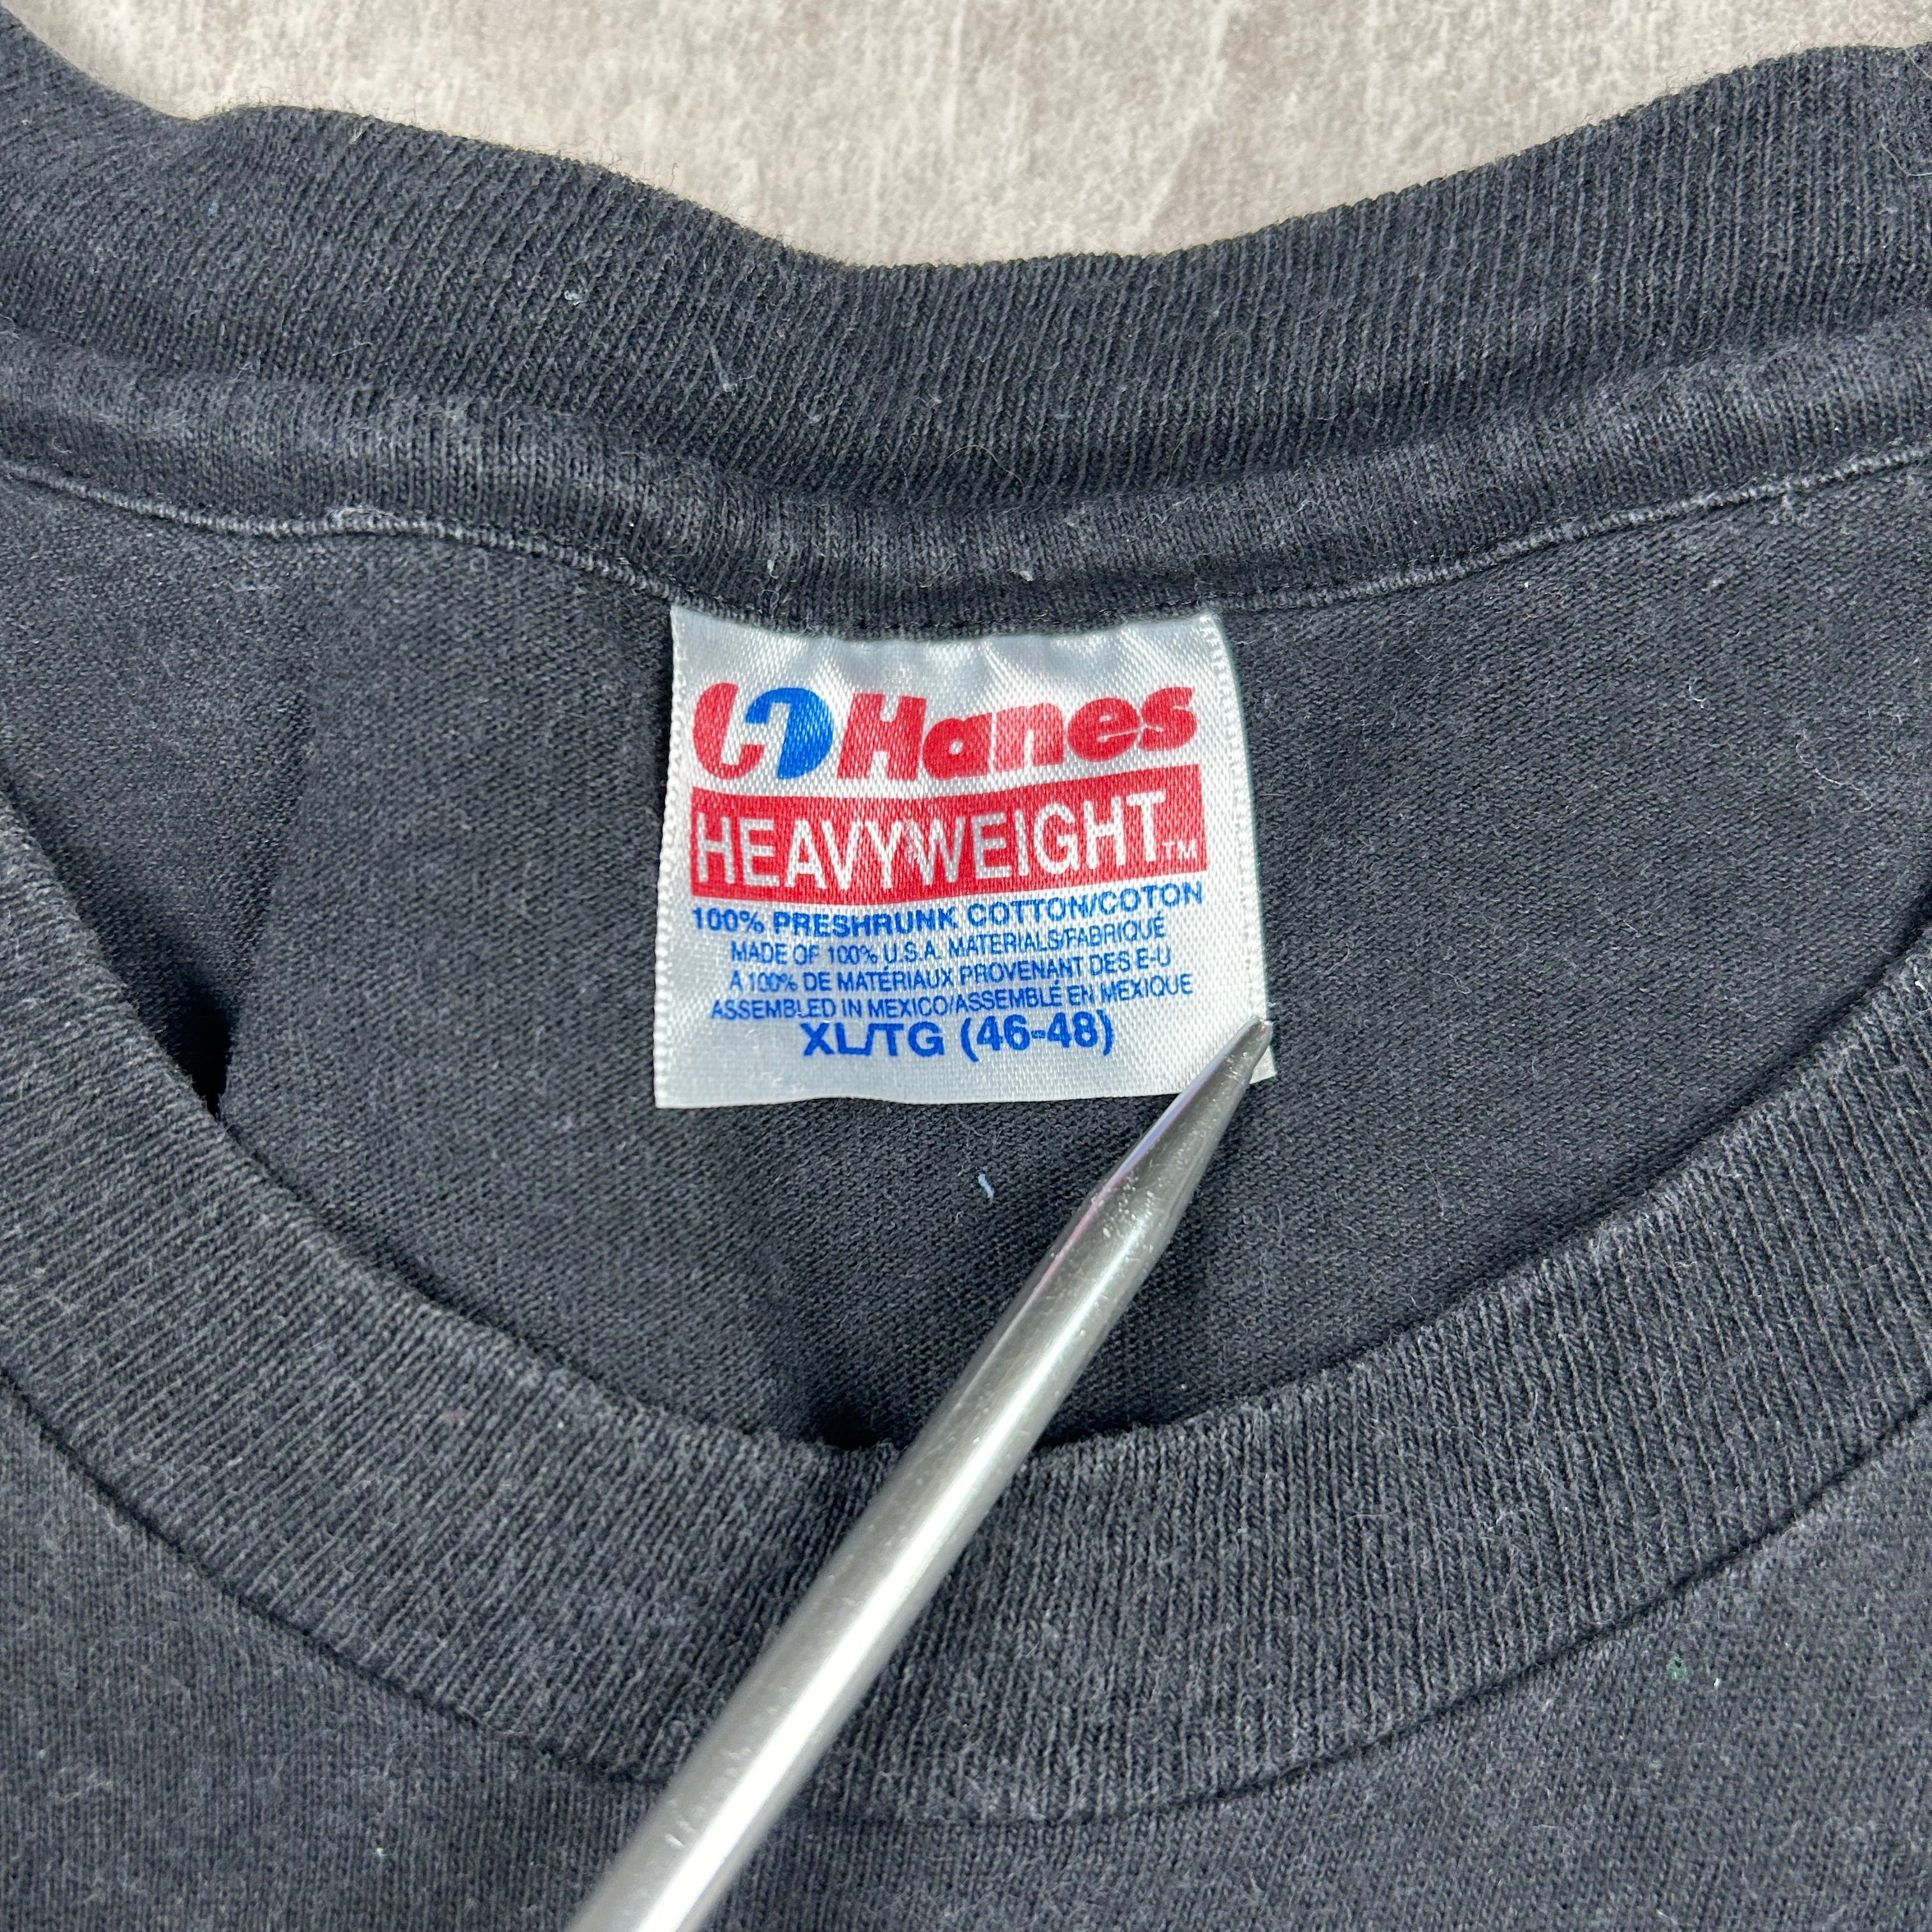 Hanes
HEAVYWEIGHT™
100% PRESHRUNK COTTON/COTON
MADE OF 100% U.S.A. MATERIALS/FABRIQUÉ
A 100% DE MATÉRIAUX PROVENANT DES E-U
ASSEMBLED IN MEXICO/ASSEMBLÉ EN MEXIQUE
XL/TG (46-48)